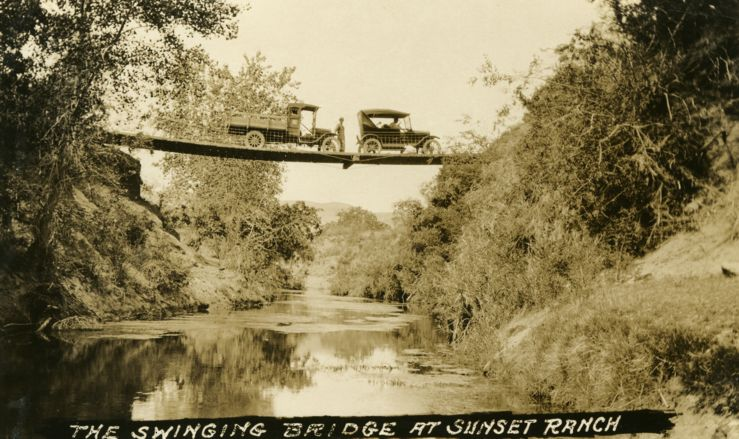 THE SWINGING BRIDGE AT SUNSET RANCH